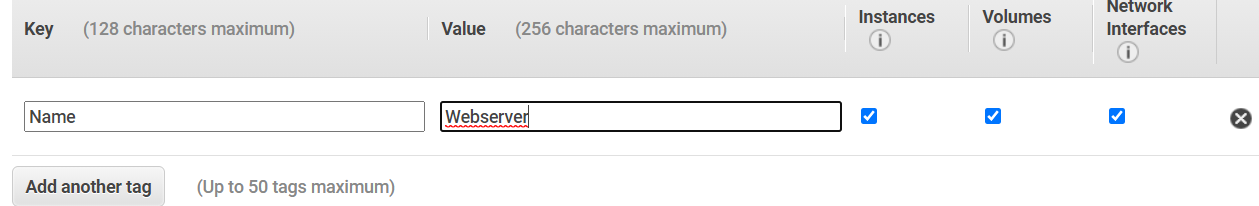 Key (128 characters maximum) Value (256 characters maximum) Instances Volumes Network Interfaces
Name Webserver
Add another tag (Up to 50 tags maximum)